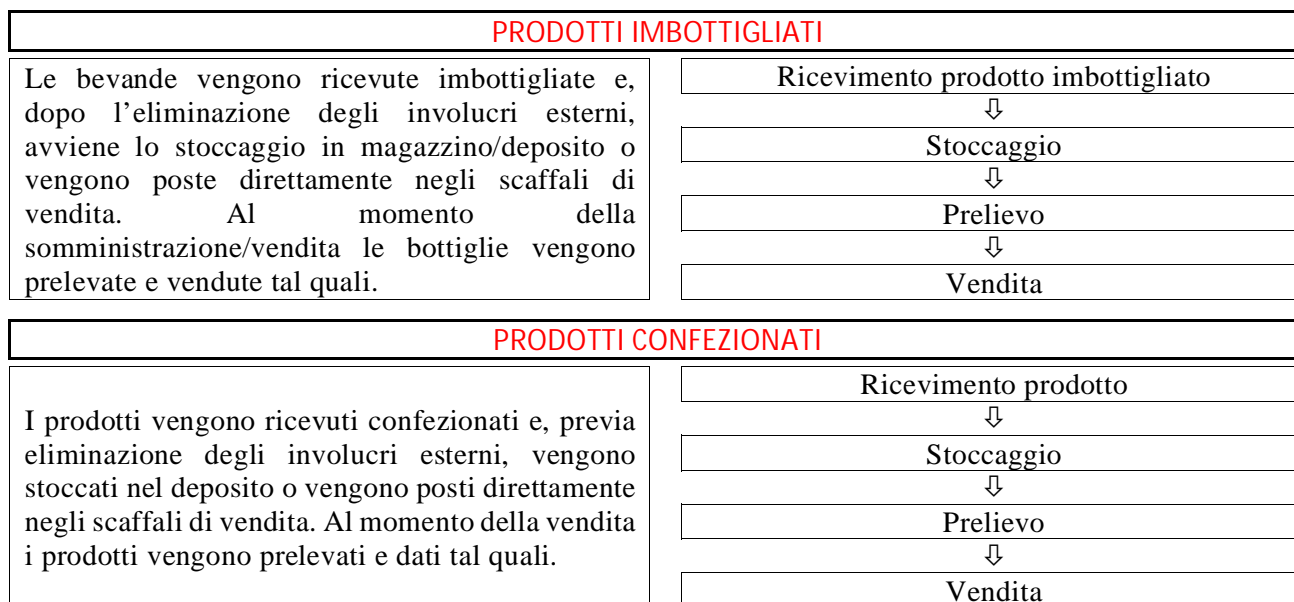 PRODOTTI IMBOTTIGLIATI
Le bevande vengono ricevute imbottigliate e,
dopo l’eliminazione degli involucri esterni,
avviene lo stoccaggio in magazzino/deposito o
vengono poste direttamente negli scaffali di
vendita. Al momento della
somministrazione/vendita le bottiglie vengono
prelevate e vendute tal quali.
Ricevimento prodotto imbottigliato
⇩
Stoccaggio
⇩
Prelievo
⇩
Vendita
PRODOTTI CONFEZIONATI
I prodotti vengono ricevuti confezionati e, previa
eliminazione degli involucri esterni, vengono
stoccati nel deposito o vengono posti direttamente
negli scaffali di vendita. Al momento della vendita
i prodotti vengono prelevati e dati tal quali.
Ricevimento prodotto
⇩
Stoccaggio
⇩
Prelievo
⇩
Vendita